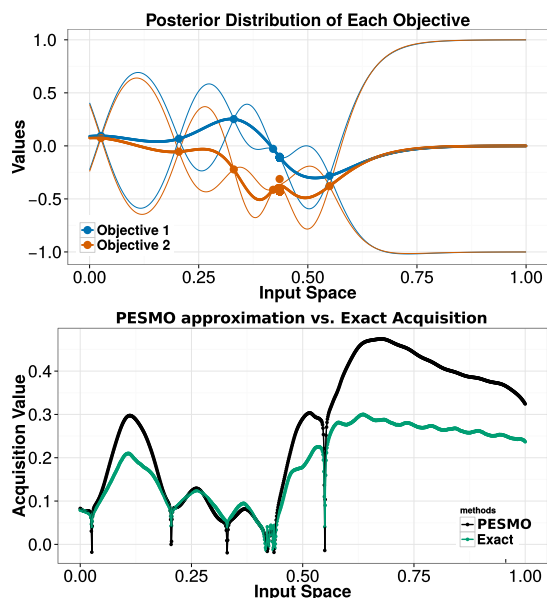 Posterior Distribution of Each Objective
Values
1.0
0.5
0.0
−0.5
−1.0
Objective 1
Objective 2
0.00 0.25 0.50 0.75 1.00
Input Space
PESMO approximation vs. Exact Acquisition
Acquisition Value
0.4
0.3
0.2
0.1
0.0
methods
PESMO
Exact
0.00 0.25 0.50 0.75 1.00
Input Space